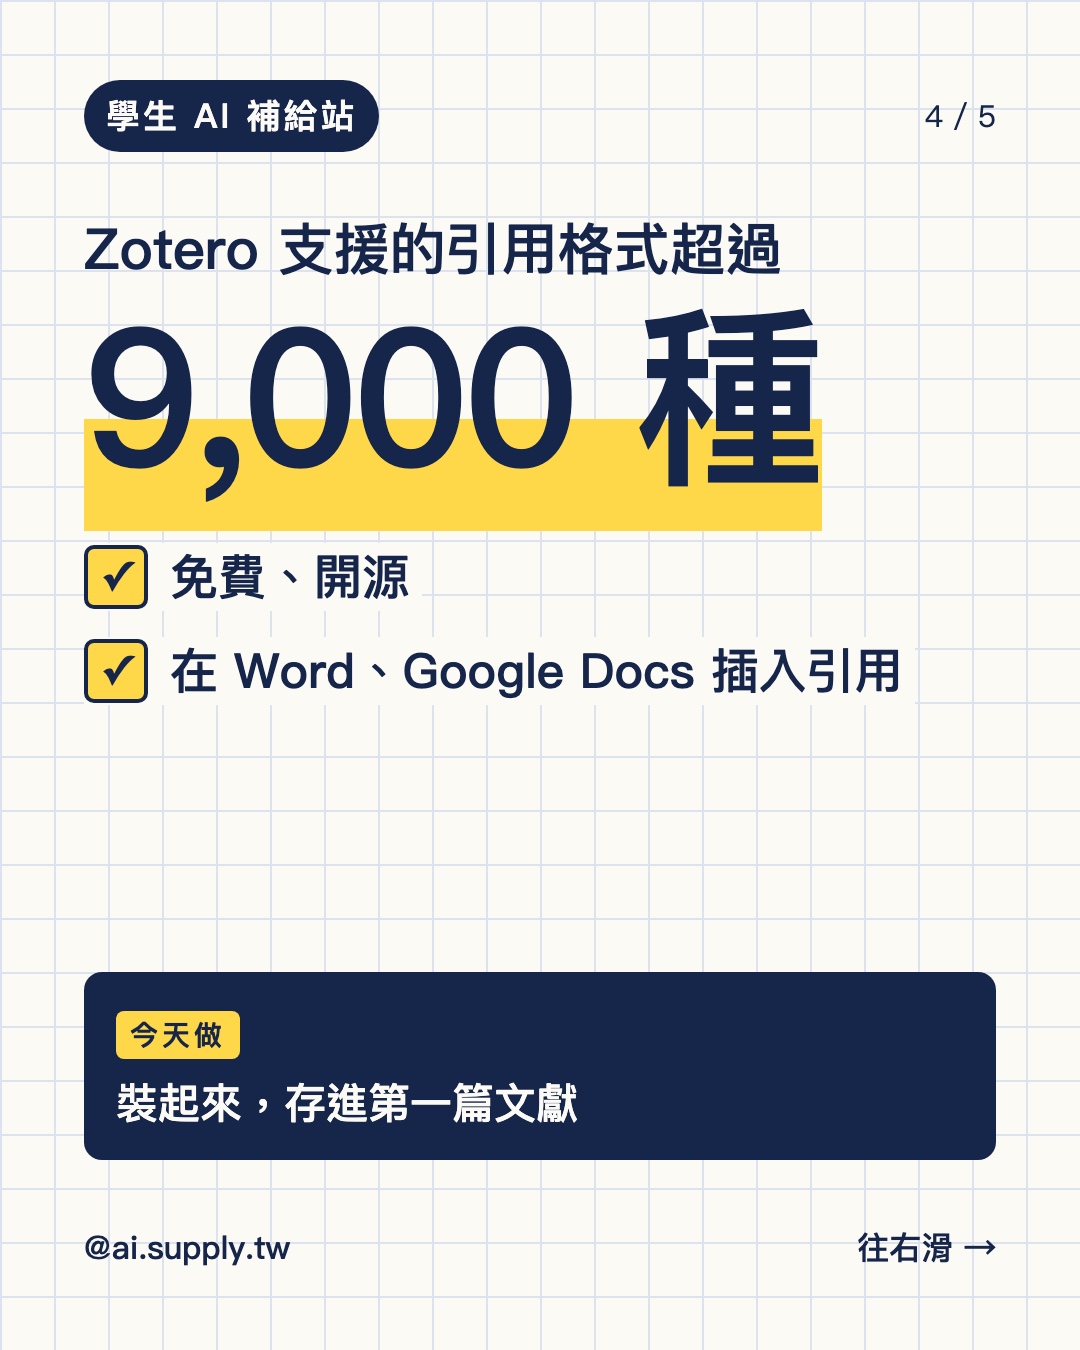 學生 AI 補給站
4 / 5
Zotero 支援的引用格式超過
9,000 種
✓ 免費、開源
✓ 在 Word、Google Docs 插入引用
今天做
裝起來，存進第一篇文獻
@ai.supply.tw
往右滑 →